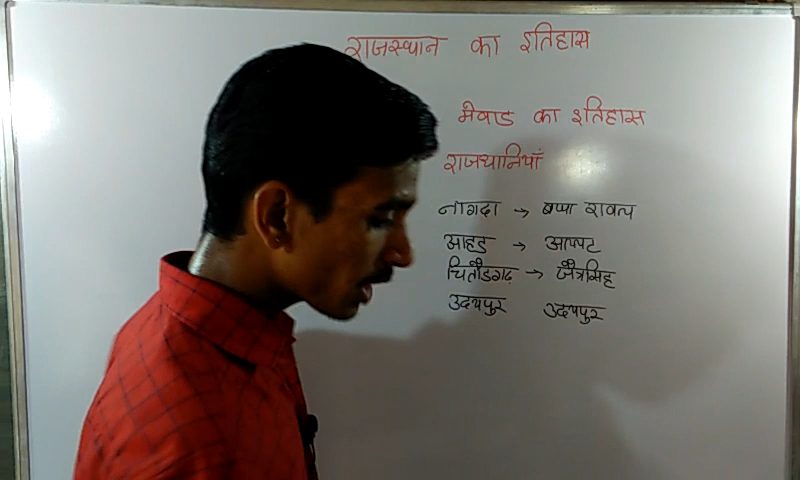 राजस्थान का इतिहास
मेवाड का इतिहास
राजधानियाँ
नागदा → बप्पा रावल
आहड → अल्लट
चितौडगढ़ → जैत्रसिंह
उदयपुर उदयपुर